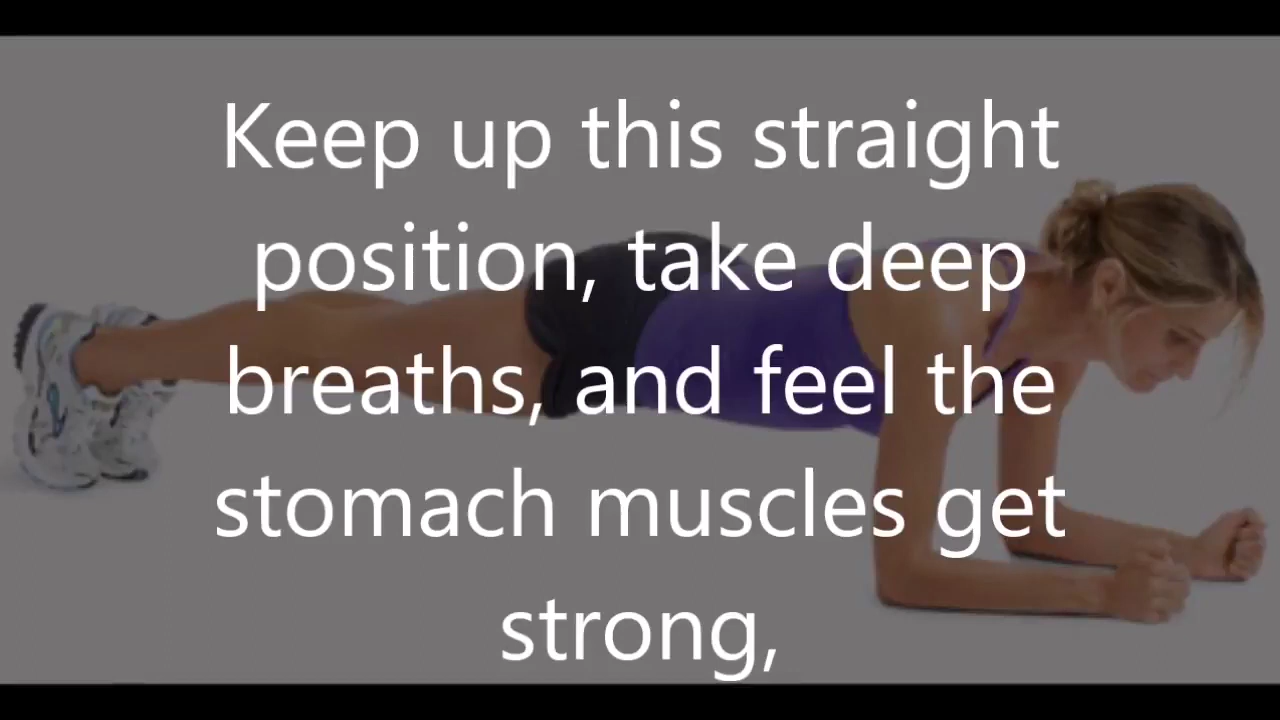 Keep up this straight
position, take deep
breaths, and feel the
stomach muscles get
strong,